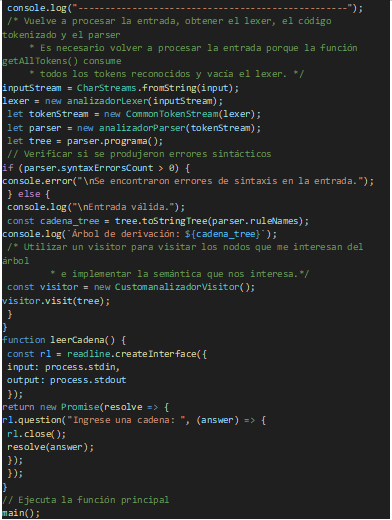 console.log("---------------------------------------------------");
/* Vuelve a procesar la entrada, obtener el lexer, el código
tokenizado y el parser
* Es necesario volver a procesar la entrada porque la función
getAllTokens() consume
* todos los tokens reconocidos y vacía el lexer. */
inputStream = CharStreams.fromString(input);
lexer = new analizadorLexer(inputStream);
let tokenStream = new CommonTokenStream(lexer);
let parser = new analizadorParser(tokenStream);
let tree = parser.programa();
// Verificar si se produjeron errores sintácticos
if (parser.syntaxErrorsCount > 0) {
console.error("\nSe encontraron errores de sintaxis en la entrada.");
} else {
console.log("\nEntrada válida.");
const cadena_tree = tree.toStringTree(parser.ruleNames);
console.log(`Árbol de derivación: ${cadena_tree}`);
/* Utilizar un visitor para visitar los nodos que me interesan del
árbol
* e implementar la semántica que nos interesa.*/
const visitor = new CustomanalizadorVisitor();
visitor.visit(tree);
}
}
function leerCadena() {
const rl = readline.createInterface({
input: process.stdin,
output: process.stdout
});
return new Promise(resolve => {
rl.question("Ingrese una cadena: ", (answer) => {
rl.close();
resolve(answer);
});
});
}
// Ejecuta la función principal
main();